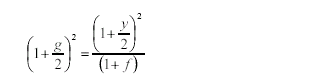 (1+g/2)² = (1+y/2)²/(1+f)